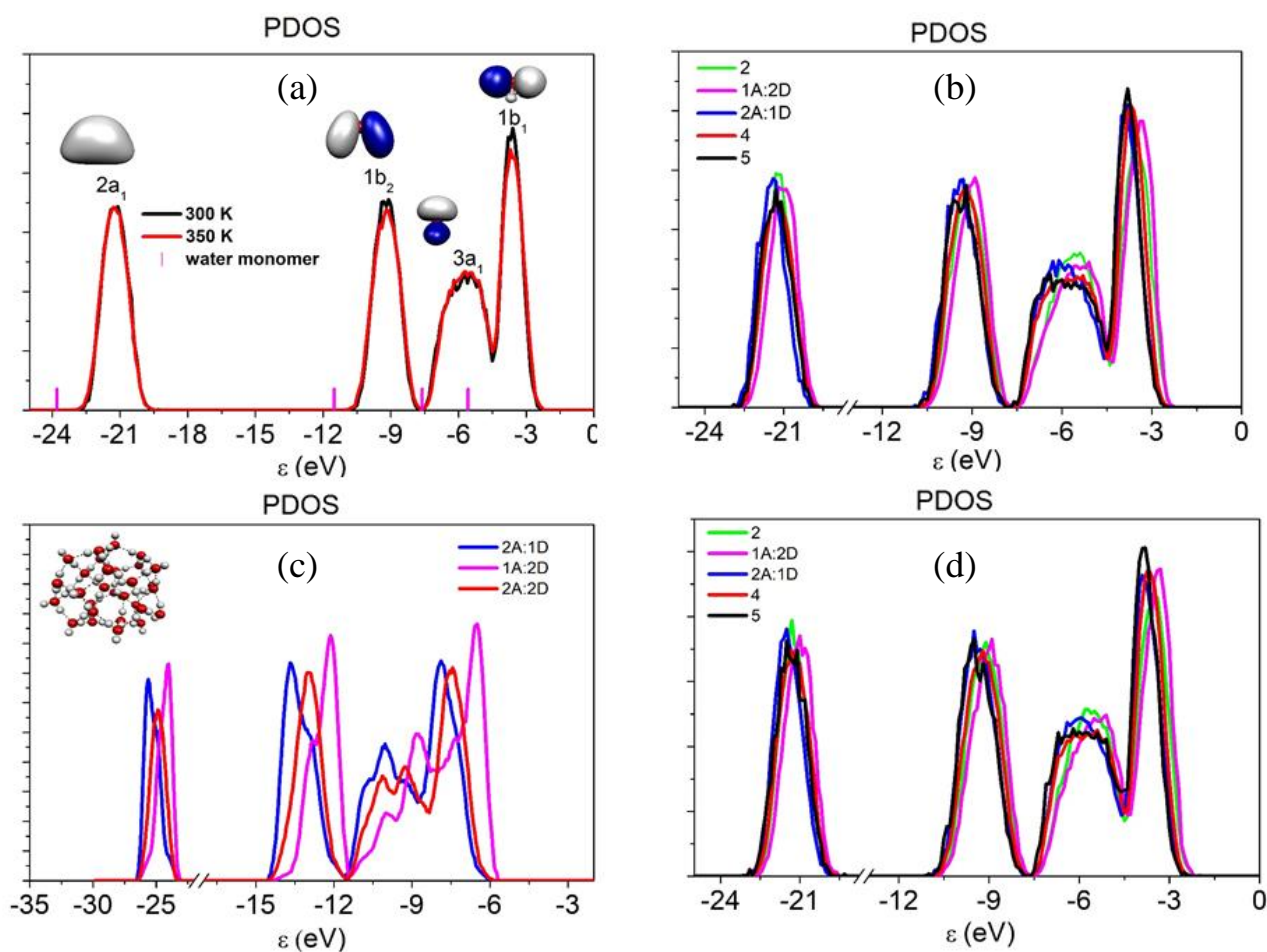 PDOS
(a)
1b1
1b2
2a1
3a1
300 K
350 K
water monomer
-24 -21 -18 -15 -12 -9 -6 -3 0
ε (eV)
PDOS
(b)
2
1A:2D
2A:1D
4
5
-24 -21 -12 -9 -6 -3 0
ε (eV)
PDOS
(c)
2A:1D
1A:2D
2A:2D
-35 -30 -25 -15 -12 -9 -6 -3
ε (eV)
PDOS
(d)
2
1A:2D
2A:1D
4
5
-24 -21 -12 -9 -6 -3 0
ε (eV)